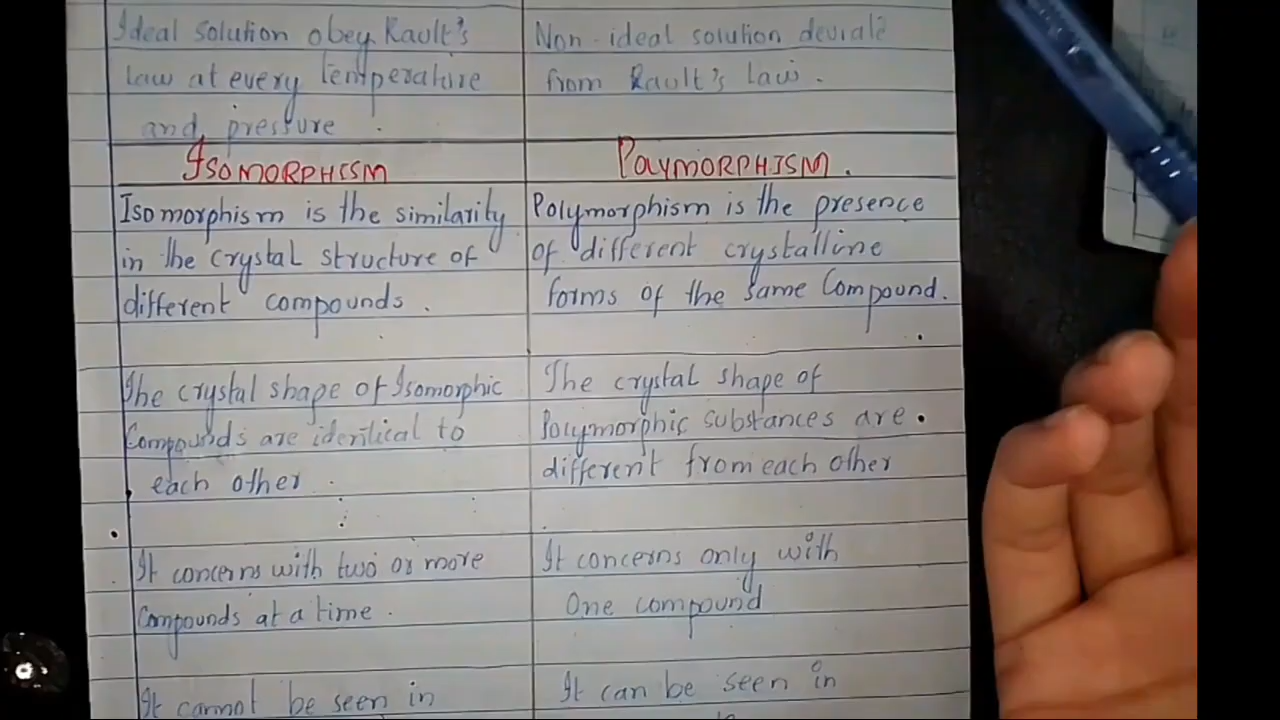 Ideal solution obey Rault's
law at every temperature
and pressure .
Non-ideal solution deviate
from Rault's law .
ISOMORPHISM
Isomorphism is the similarity
in the crystal structure of
different compounds .
The crystal shape of Isomorphic
Compounds are identical to
each other .
It concerns with two or more
Compounds at a time .
It cannot be seen in
POLYMORPHISM .
Polymorphism is the presence
of different crystalline
forms of the same Compound .
The crystal shape of
Polymorphic substances are .
different from each other
It concerns only with
One compound
It can be seen in